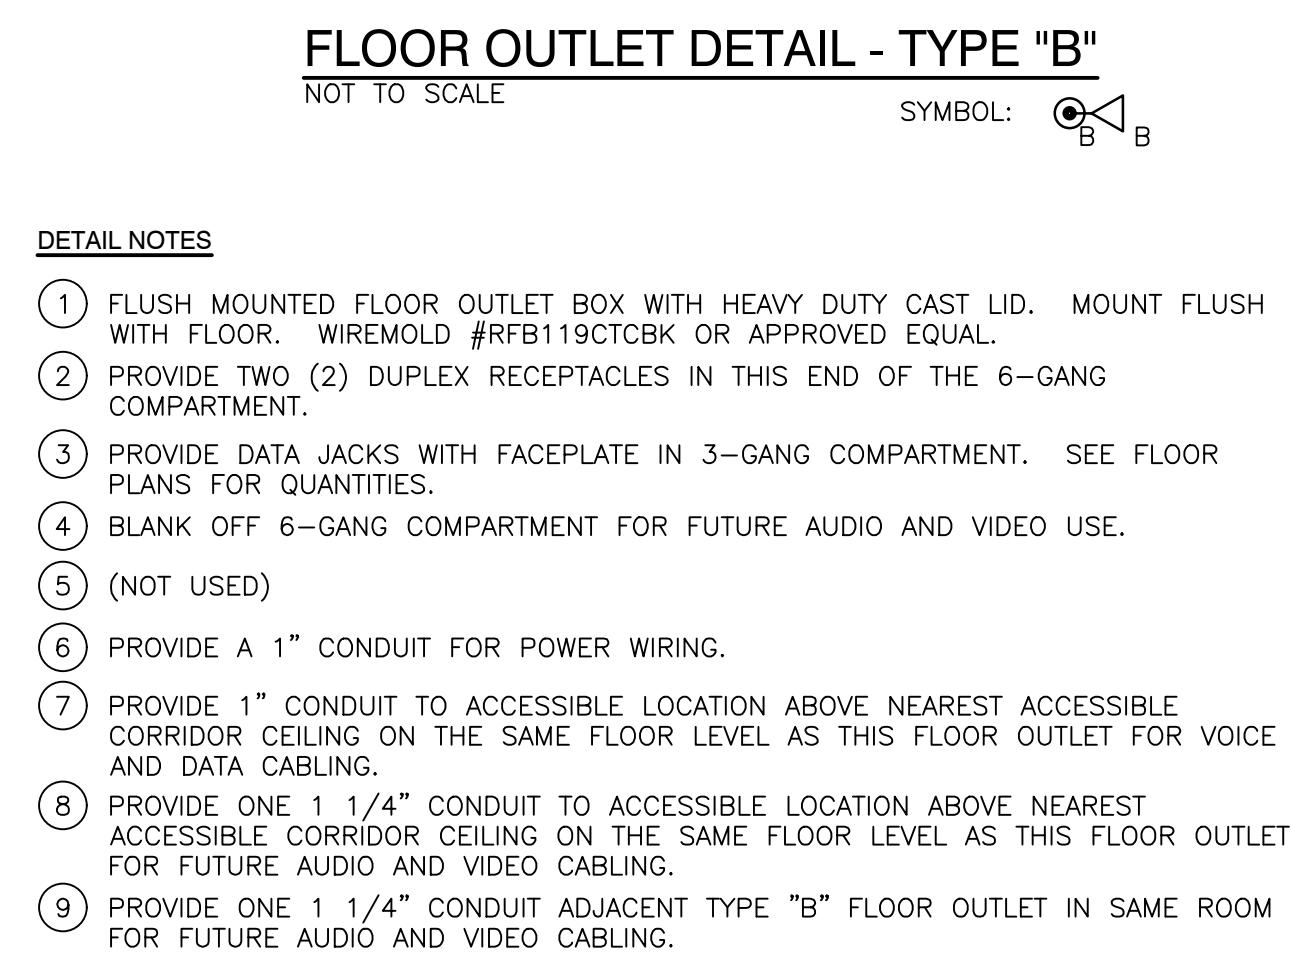 FLOOR OUTLET DETAIL - TYPE "B"
NOT TO SCALE
SYMBOL:
B
B
DETAIL NOTES
1 FLUSH MOUNTED FLOOR OUTLET BOX WITH HEAVY DUTY CAST LID. MOUNT FLUSH
WITH FLOOR. WIREMOLD #RFB119CTCBK OR APPROVED EQUAL.
2 PROVIDE TWO (2) DUPLEX RECEPTACLES IN THIS END OF THE 6-GANG
COMPARTMENT.
3 PROVIDE DATA JACKS WITH FACEPLATE IN 3-GANG COMPARTMENT. SEE FLOOR
PLANS FOR QUANTITIES.
4 BLANK OFF 6-GANG COMPARTMENT FOR FUTURE AUDIO AND VIDEO USE.
5 (NOT USED)
6 PROVIDE A 1" CONDUIT FOR POWER WIRING.
7 PROVIDE 1" CONDUIT TO ACCESSIBLE LOCATION ABOVE NEAREST ACCESSIBLE
CORRIDOR CEILING ON THE SAME FLOOR LEVEL AS THIS FLOOR OUTLET FOR VOICE
AND DATA CABLING.
8 PROVIDE ONE 1 1/4" CONDUIT TO ACCESSIBLE LOCATION ABOVE NEAREST
ACCESSIBLE CORRIDOR CEILING ON THE SAME FLOOR LEVEL AS THIS FLOOR OUTLET
FOR FUTURE AUDIO AND VIDEO CABLING.
9 PROVIDE ONE 1 1/4" CONDUIT ADJACENT TYPE "B" FLOOR OUTLET IN SAME ROOM
FOR FUTURE AUDIO AND VIDEO CABLING.